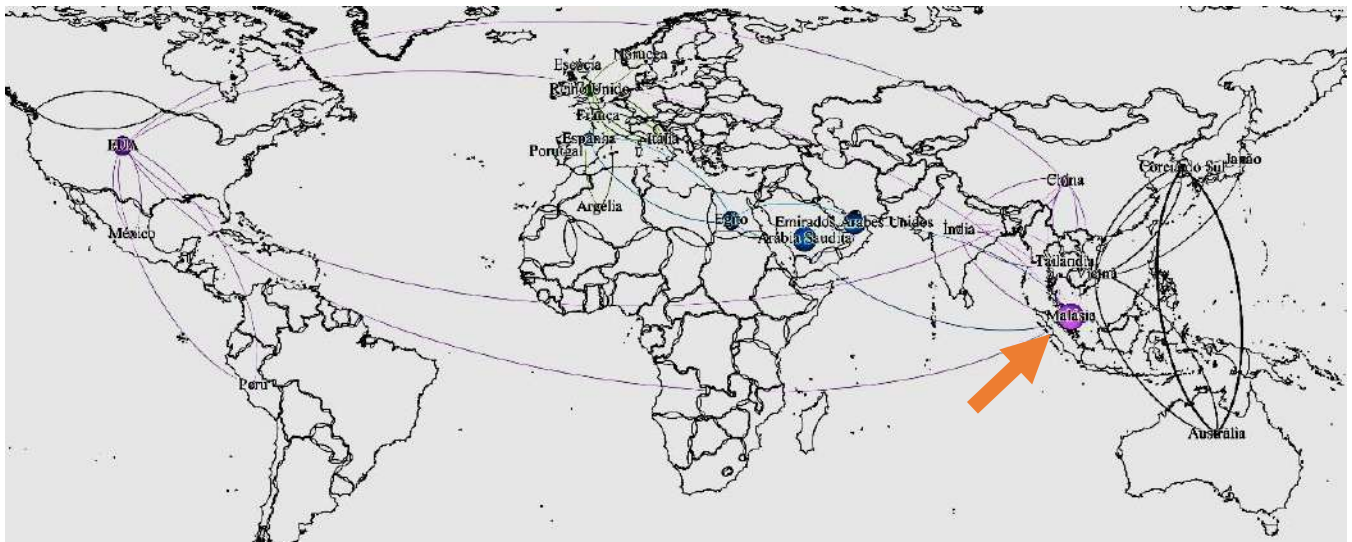 Noruega
Escócia
Reino Unido
França
Espanha
Itália
Portugal
EUA
Coreia do Sul
Japão
China
Argélia
Egito
Emirados Árabes Unidos
Arábia Saudita
Índia
México
Tailândia
Malásia
Peru
Austrália